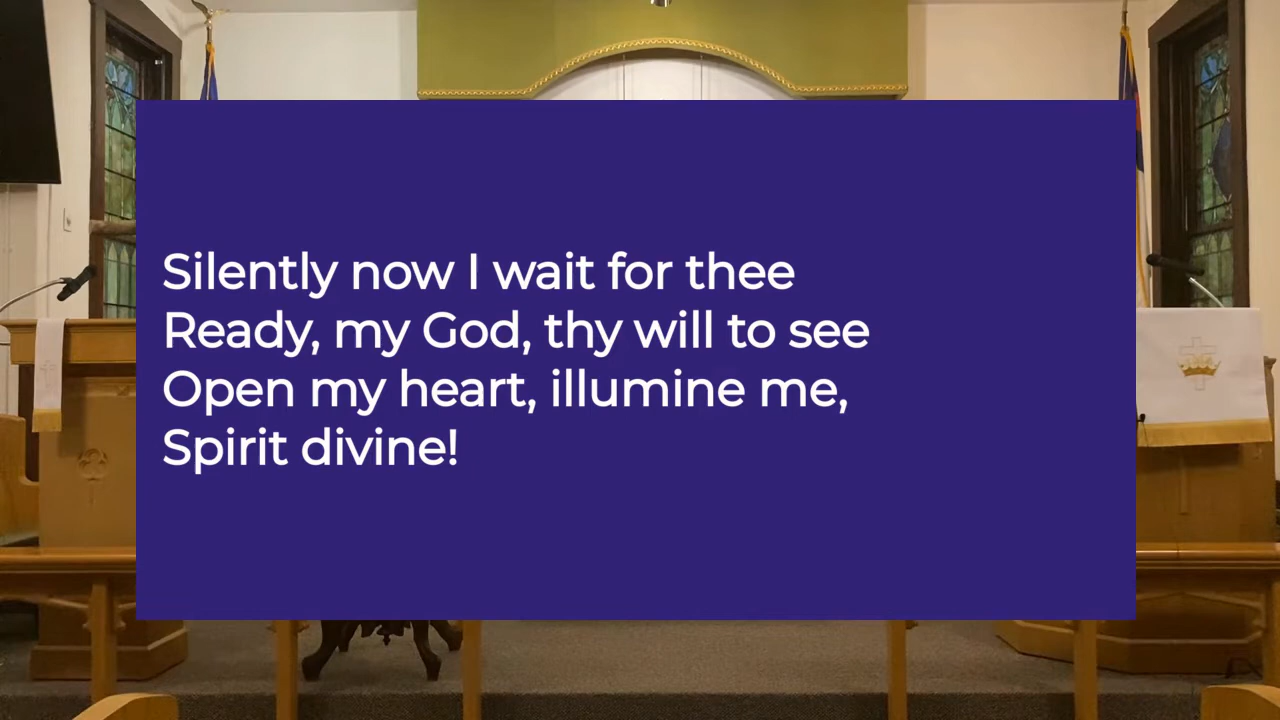 Silently now I wait for thee
Ready, my God, thy will to see
Open my heart, illumine me,
Spirit divine!